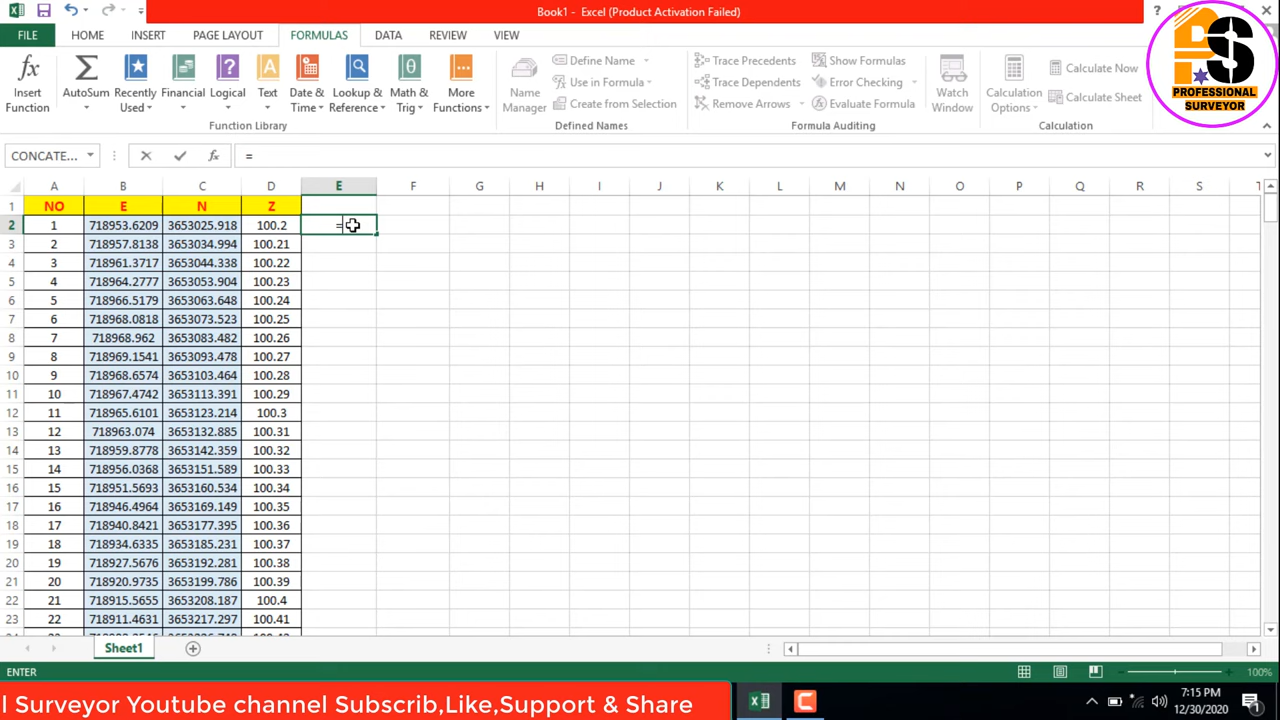 Book1 - Excel (Product Activation Failed)
FILE HOME INSERT PAGE LAYOUT FORMULAS DATA REVIEW VIEW
Insert Function
AutoSum
Recently Used
Financial
Logical
Text
Date & Time
Lookup & Reference
Math & Trig
More Functions
Function Library
Name Manager
Define Name
Use in Formula
Create from Selection
Defined Names
Trace Precedents
Trace Dependents
Remove Arrows
Show Formulas
Error Checking
Evaluate Formula
Formula Auditing
Watch Window
Calculation Options
Calculate Now
Calculate Sheet
Calculation
PS
PROFESSIONAL
SURVEYOR
CONCATE... fx =
A B C D E F G H I J K L M N O P Q R S T
1 NO E N Z
2 1 718953.6209 3653025.918 100.2 =
3 2 718957.8138 3653034.994 100.21
4 3 718961.3717 3653044.338 100.22
5 4 718964.2777 3653053.904 100.23
6 5 718966.5179 3653063.648 100.24
7 6 718968.0818 3653073.523 100.25
8 7 718968.962 3653083.482 100.26
9 8 718969.1541 3653093.478 100.27
10 9 718968.6574 3653103.464 100.28
11 10 718967.4742 3653113.391 100.29
12 11 718965.6101 3653123.214 100.3
13 12 718963.074 3653132.885 100.31
14 13 718959.8778 3653142.359 100.32
15 14 718956.0368 3653151.589 100.33
16 15 718951.5693 3653160.534 100.34
17 16 718946.4964 3653169.149 100.35
18 17 718940.8421 3653177.395 100.36
19 18 718934.6335 3653185.231 100.37
20 19 718927.5676 3653192.281 100.38
21 20 718920.9735 3653199.786 100.39
22 21 718915.5655 3653208.187 100.4
23 22 718911.4631 3653217.297 100.41
Sheet1
ENTER 100%
l Surveyor Youtube channel Subscrib,Like,Support & Share
7:15 PM
12/30/2020